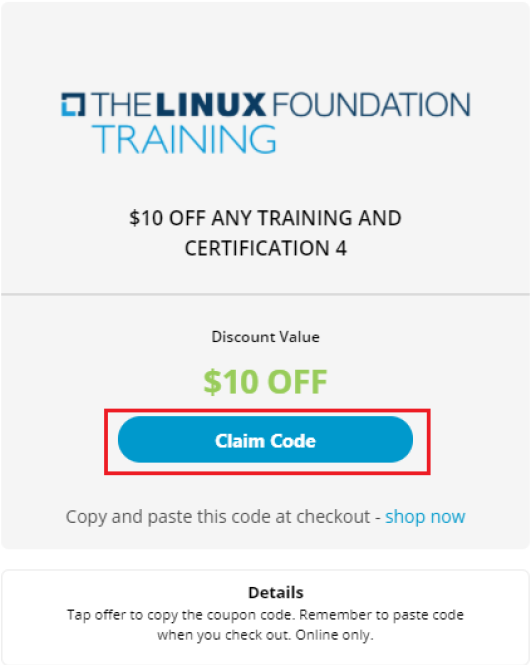 THE LINUX FOUNDATION
TRAINING
$10 OFF ANY TRAINING AND
CERTIFICATION 4
Discount Value
$10 OFF
Claim Code
Copy and paste this code at checkout - shop now
Details
Tap offer to copy the coupon code. Remember to paste code
when you check out. Online only.